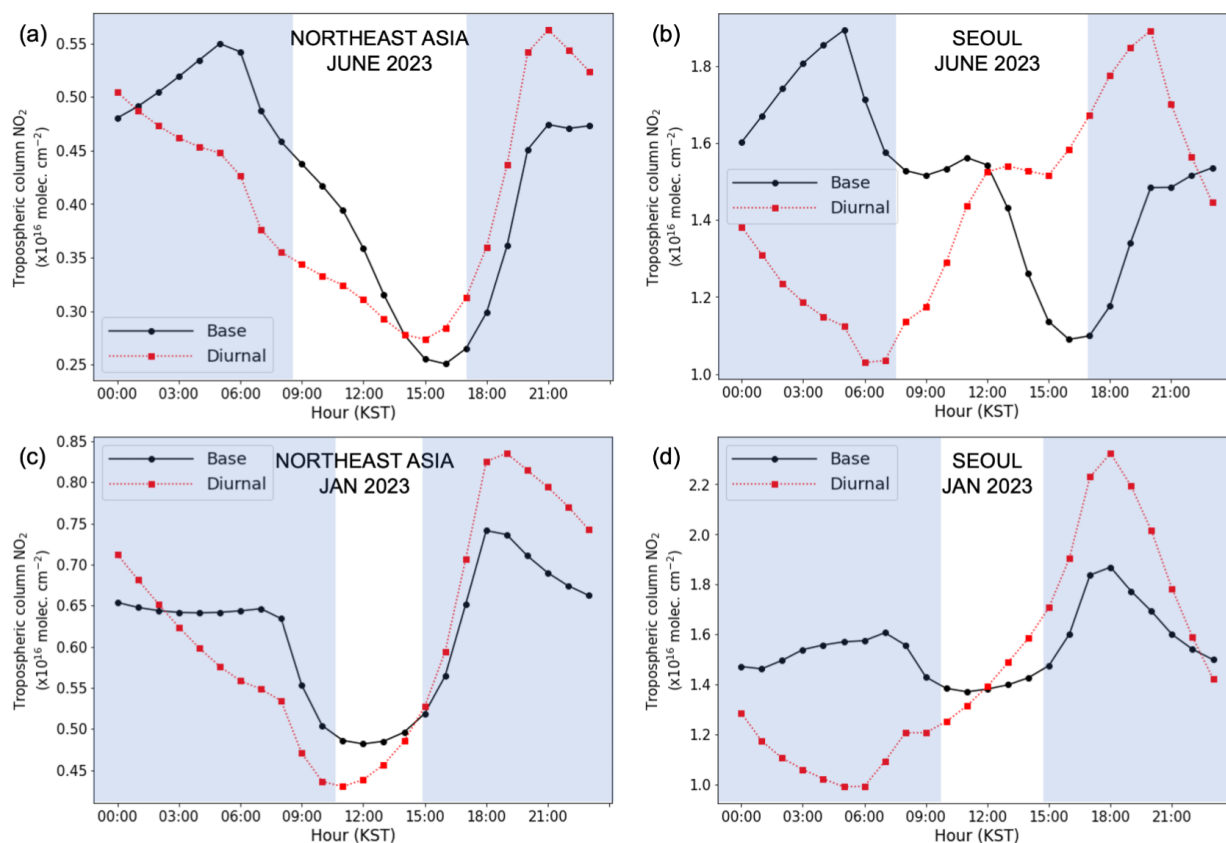 (a)
NORTHEAST ASIA
JUNE 2023
Tropospheric column NO₂
(x10¹⁶ molec. cm⁻²)
0.55
0.50
0.45
0.40
0.35
0.30
0.25
Base
Diurnal
00:00 03:00 06:00 09:00 12:00 15:00 18:00 21:00
Hour (KST)
(b)
SEOUL
JUNE 2023
Tropospheric column NO₂
(x10¹⁶ molec. cm⁻²)
1.8
1.6
1.4
1.2
1.0
Base
Diurnal
00:00 03:00 06:00 09:00 12:00 15:00 18:00 21:00
Hour (KST)
(c)
NORTHEAST ASIA
JAN 2023
Tropospheric column NO₂
(x10¹⁶ molec. cm⁻²)
0.85
0.80
0.75
0.70
0.65
0.60
0.55
0.50
0.45
Base
Diurnal
00:00 03:00 06:00 09:00 12:00 15:00 18:00 21:00
Hour (KST)
(d)
SEOUL
JAN 2023
Tropospheric column NO₂
(x10¹⁶ molec. cm⁻²)
2.2
2.0
1.8
1.6
1.4
1.2
1.0
Base
Diurnal
00:00 03:00 06:00 09:00 12:00 15:00 18:00 21:00
Hour (KST)